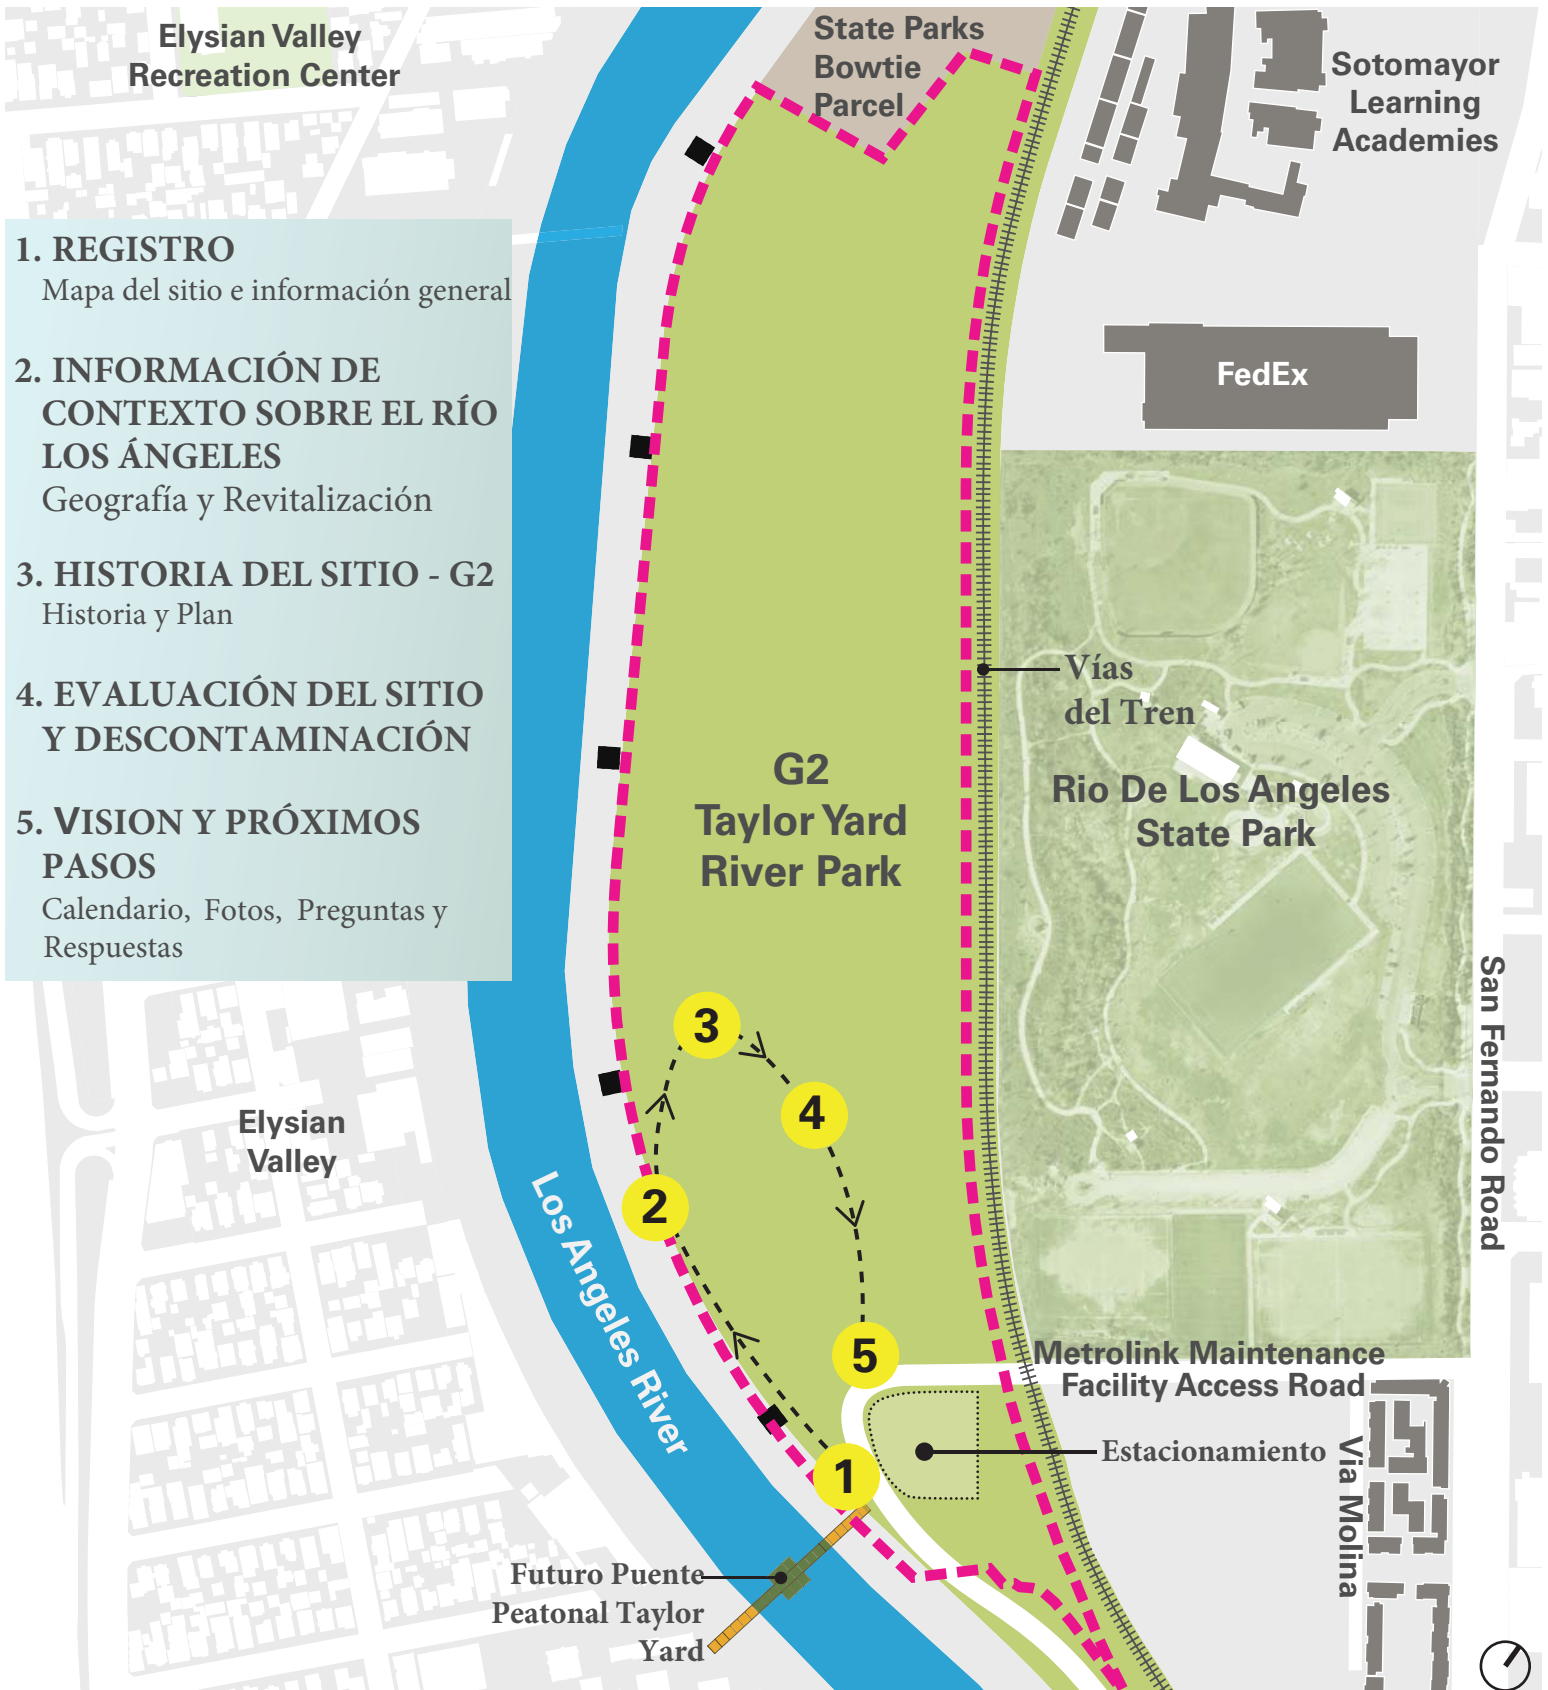 Elysian Valley
Recreation Center
State Parks
Bowtie
Parcel
Sotomayor
Learning
Academies
1. REGISTRO
Mapa del sitio e información general
2. INFORMACIÓN DE
CONTEXTO SOBRE EL RÍO
LOS ÁNGELES
Geografía y Revitalización
3. HISTORIA DEL SITIO - G2
Historia y Plan
4. EVALUACIÓN DEL SITIO
Y DESCONTAMINACIÓN
5. VISION Y PRÓXIMOS
PASOS
Calendario, Fotos, Preguntas y
Respuestas
FedEx
Vías
del Tren
G2
Taylor Yard
River Park
Rio De Los Angeles
State Park
San Fernando Road
3
4
2
5
1
Elysian
Valley
Los Angeles River
Metrolink Maintenance
Facility Access Road
Estacionamiento
Via Molina
Futuro Puente
Peatonal Taylor
Yard